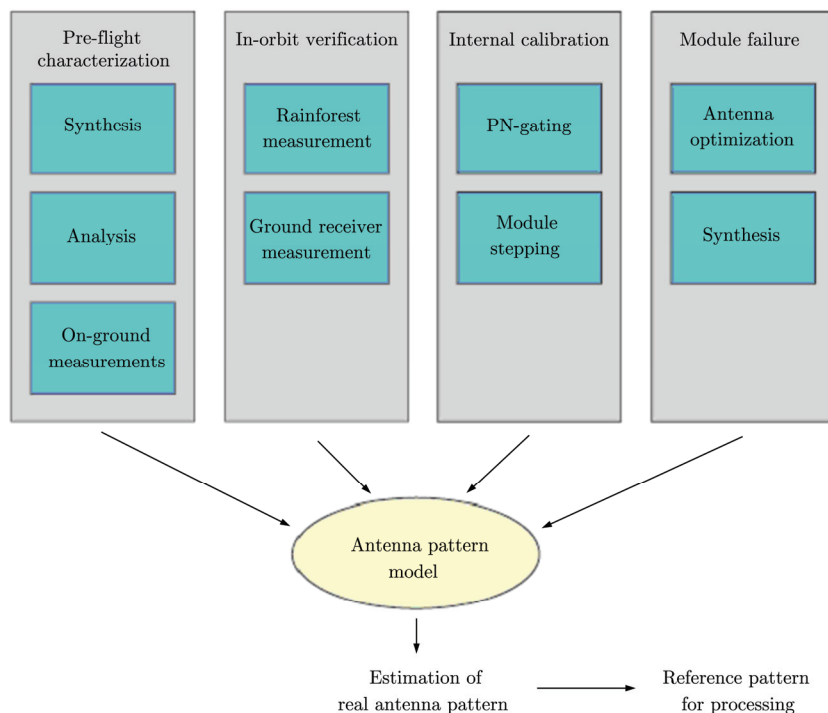 Pre-flight
characterization
Synthesis
Analysis
On-ground
measurements
In-orbit verification
Rainforest
measurement
Ground receiver
measurement
Internal calibration
PN-gating
Module
stepping
Module failure
Antenna
optimization
Synthesis
Antenna pattern
model
Estimation of
real antenna pattern
Reference pattern
for processing